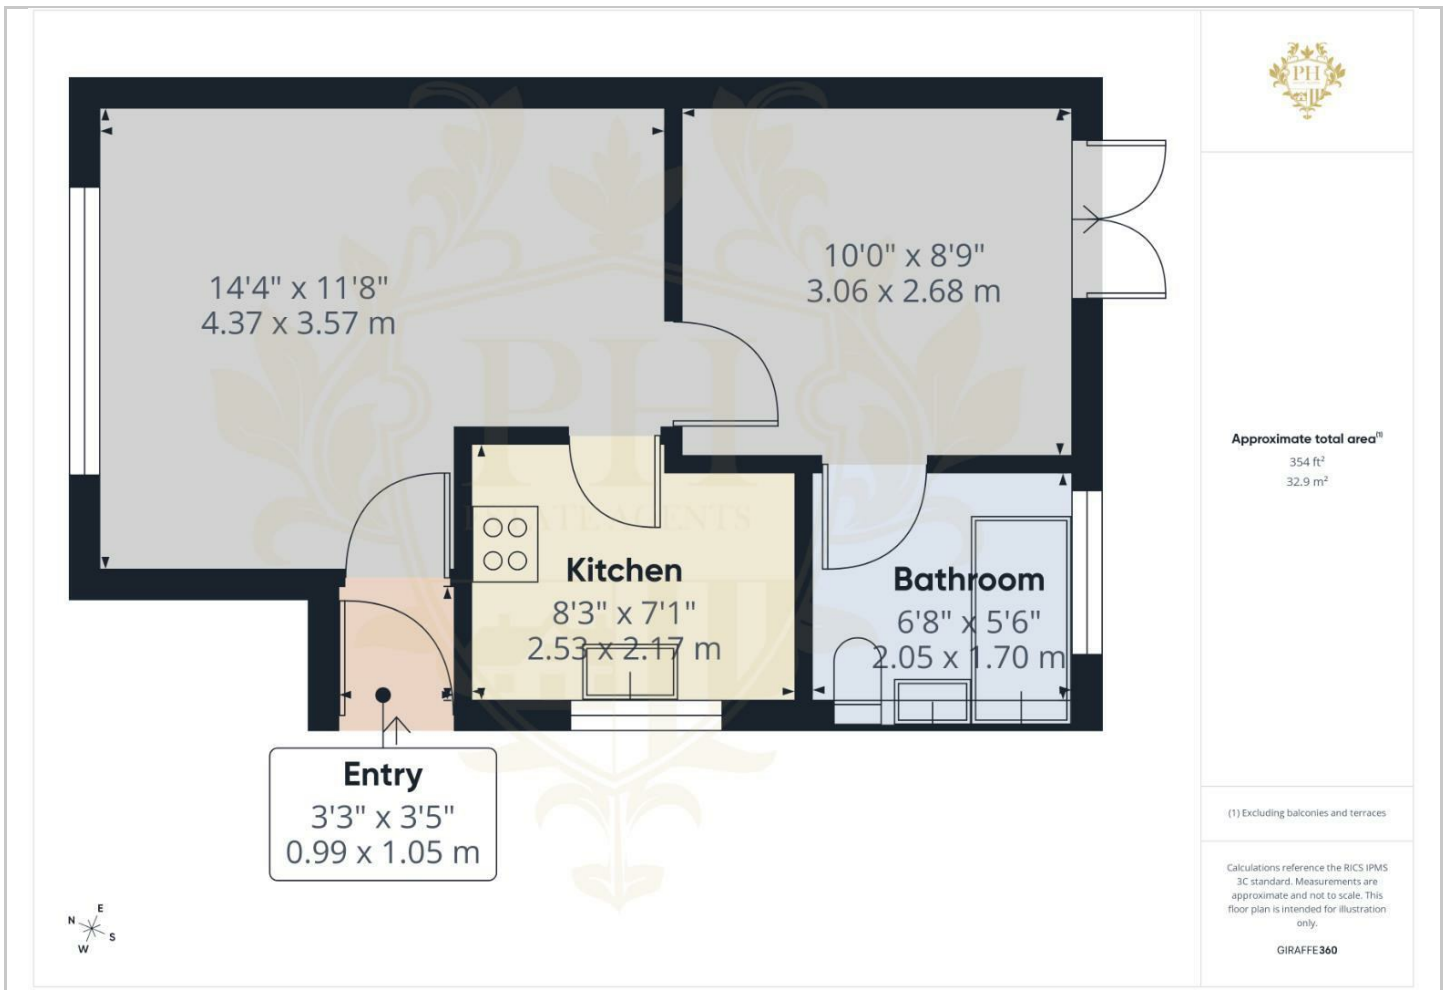 14'4" x 11'8"
4.37 x 3.57 m
10'0" x 8'9"
3.06 x 2.68 m
Kitchen
8'3" x 7'1"
2.53 x 2.17 m
Bathroom
6'8" x 5'6"
2.05 x 1.70 m
Entry
3'3" x 3'5"
0.99 x 1.05 m
PH
ESTATE AGENTS
N
E
S
W
PH
Approximate total area(1)
354 ft²
32.9 m²
(1) Excluding balconies and terraces
Calculations reference the RICS IPMS
3C standard. Measurements are
approximate and not to scale. This
floor plan is intended for illustration
only.
GIRAFFE360